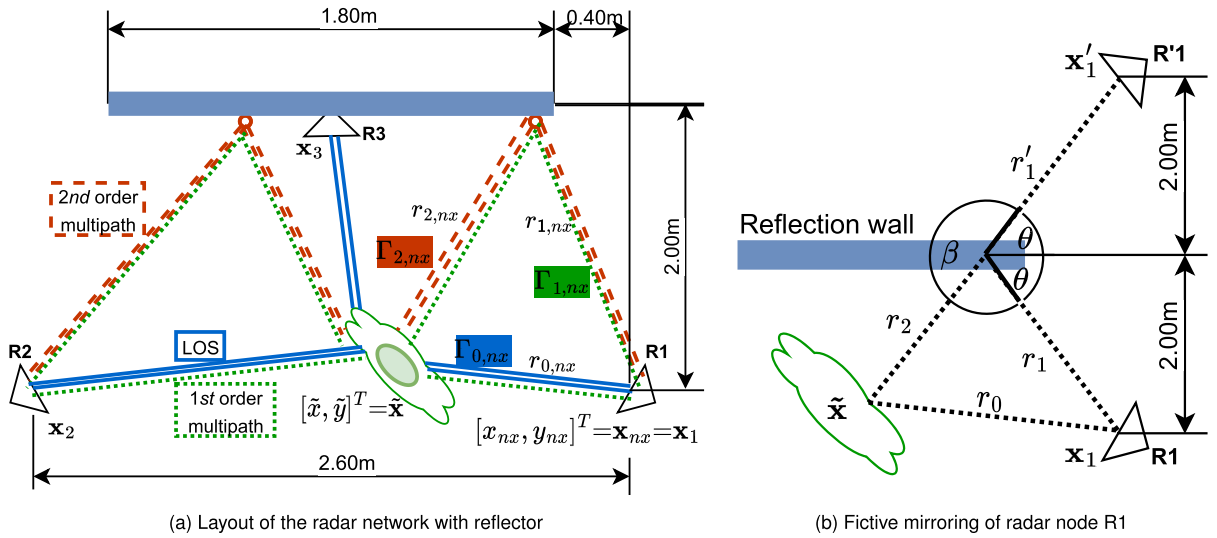 1.80m
0.40m
R3
x₃
2nd order
multipath
r₂,ₙₓ
r₁,ₙₓ
Γ₂,ₙₓ
Γ₁,ₙₓ
2.00m
R2
LOS
Γ₀,ₙₓ
r₀,ₙₓ
R1
1st order
multipath
[x̃, ỹ]ᵀ=x̃
[xₙₓ, yₙₓ]ᵀ=xₙₓ=x₁
x₂
2.60m
(a) Layout of the radar network with reflector
x′₁
R'1
r′₁
2.00m
Reflection wall
β
θ
θ
r₂
r₁
2.00m
r₀
x̃
x₁
R1
(b) Fictive mirroring of radar node R1